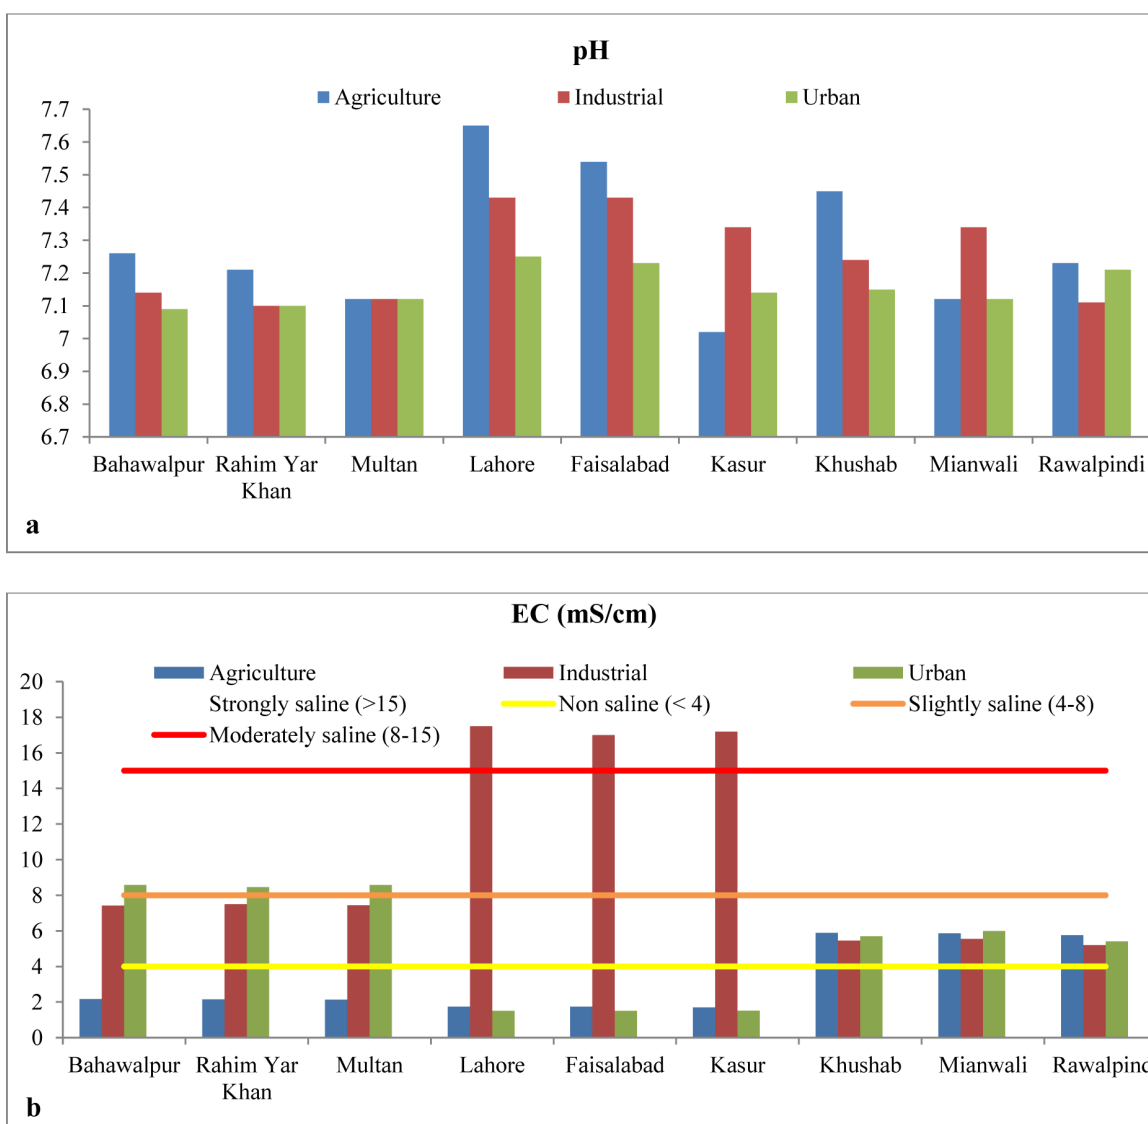 pH
Agriculture Industrial Urban
7.7
7.6
7.5
7.4
7.3
7.2
7.1
7
6.9
6.8
6.7
Bahawalpur Rahim Yar Khan Multan Lahore Faisalabad Kasur Khushab Mianwali Rawalpindi
a
EC (mS/cm)
Agriculture Industrial Urban
Strongly saline (>15) Non saline (< 4) Slightly saline (4-8)
Moderately saline (8-15)
20
18
16
14
12
10
8
6
4
2
0
Bahawalpur Rahim Yar Khan Multan Lahore Faisalabad Kasur Khushab Mianwali Rawalpind
b